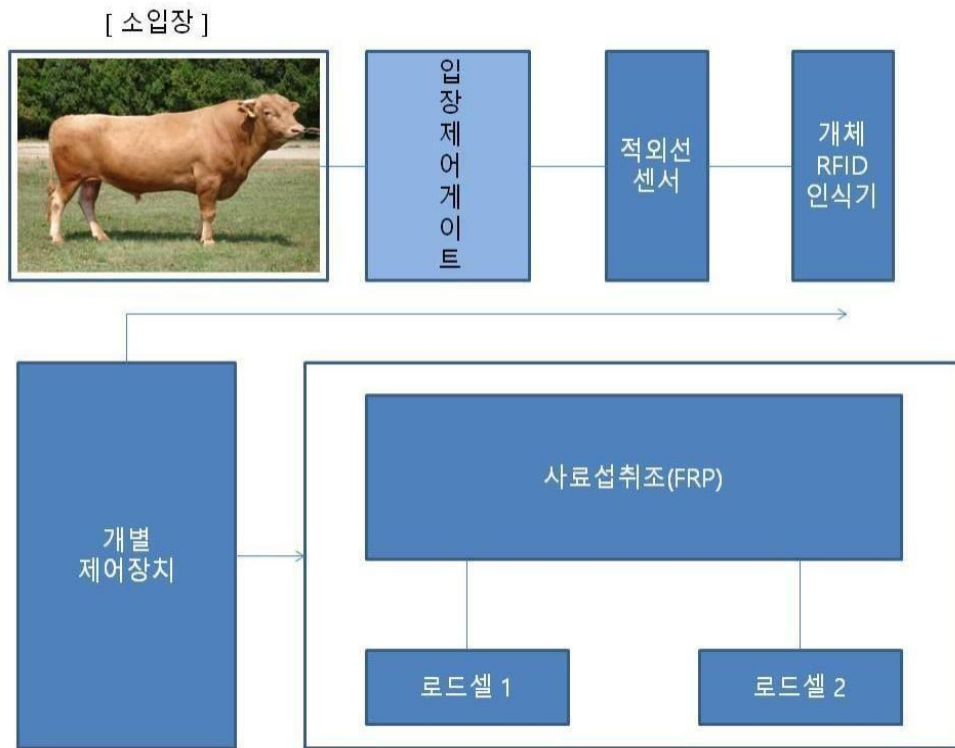 [ 소입장 ]
입
장
제
어
게
이
트
적외선
센서
개체
RFID
인식기
개별
제어장치
사료섭취조(FRP)
로드셀 1
로드셀 2